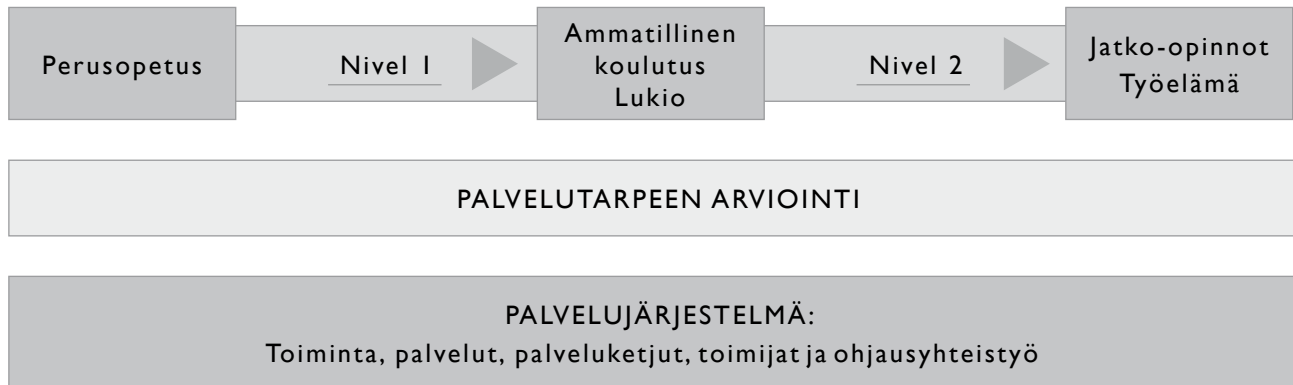 Perusopetus
Nivel 1
Ammatillinen
koulutus
Lukio
Nivel 2
Jatko-opinnot
Työelämä
PALVELUTARPEEN ARVIOINTI
PALVELUJÄRJESTELMÄ:
Toiminta, palvelut, palveluketjut, toimijat ja ohjausyhteistyö